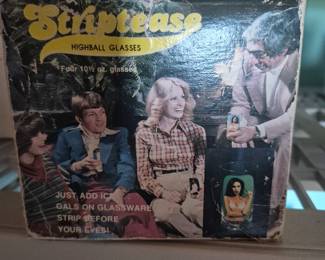 Striptease
HIGHBALL GLASSES
Four 10½ oz. glasses
JUST ADD ICE
GALS ON GLASSWARE
STRIP BEFORE
YOUR EYES!